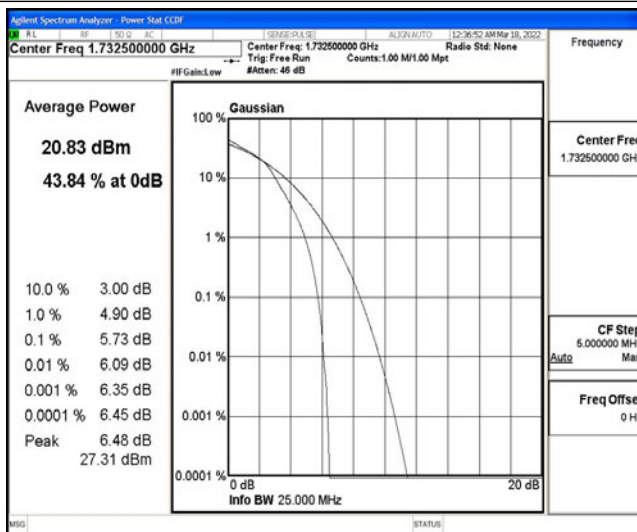 Agilent Spectrum Analyzer - Power Stat CCDF
RL RF 50 Ω AC SENSE:PULSE ALIGN AUTO 12:36:52 AM Mar 18, 2022
Center Freq 1.732500000 GHz
Center Freq: 1.732500000 GHz Radio Std: None
Trig: Free Run Counts:1.00 M/1.00 Mpt
#IFGain:Low #Atten: 46 dB
Frequency
Average Power
20.83 dBm
43.84 % at 0dB
10.0 % 3.00 dB
1.0 % 4.90 dB
0.1 % 5.73 dB
0.01 % 6.09 dB
0.001 % 6.35 dB
0.0001 % 6.45 dB
Peak 6.48 dB
27.31 dBm
Gaussian
100 %
10 %
1 %
0.1 %
0.01 %
0.001 %
0.0001 %
0 dB 20 dB
Info BW 25.000 MHz
Center Fre
1.732500000 GH
CF Step
5.000000 MH
Auto Ma
Freq Offse
0 H
MSG STATUS